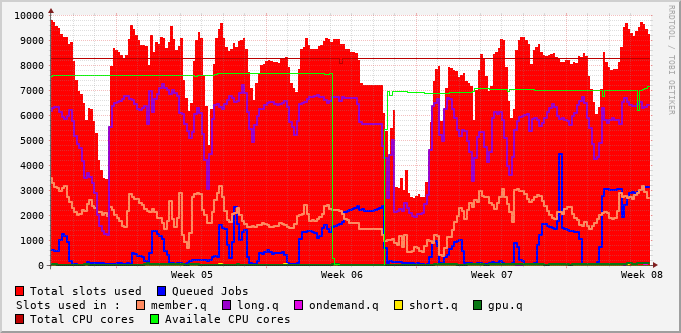 10000
9000
8000
7000
6000
5000
4000
3000
2000
1000
0
Week 05 Week 06 Week 07 Week 08
RRDTOOL / TOBI OETIKER
Total slots used Queued Jobs
Slots used in : member.q long.q ondemand.q short.q gpu.q
Total CPU cores Availale CPU cores